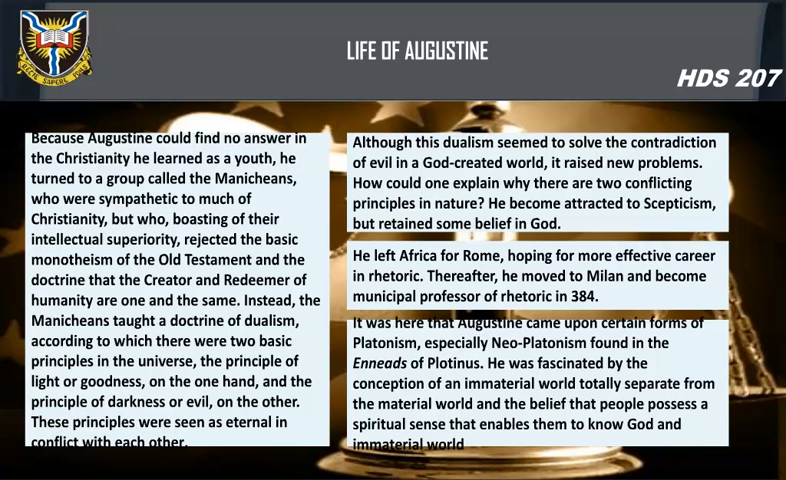 LIFE OF AUGUSTINE
HDS 207
RECTE SAPERE FONS
Because Augustine could find no answer in
the Christianity he learned as a youth, he
turned to a group called the Manicheans,
who were sympathetic to much of
Christianity, but who, boasting of their
intellectual superiority, rejected the basic
monotheism of the Old Testament and the
doctrine that the Creator and Redeemer of
humanity are one and the same. Instead, the
Manicheans taught a doctrine of dualism,
according to which there were two basic
principles in the universe, the principle of
light or goodness, on the one hand, and the
principle of darkness or evil, on the other.
These principles were seen as eternal in
conflict with each other.
Although this dualism seemed to solve the contradiction
of evil in a God-created world, it raised new problems.
How could one explain why there are two conflicting
principles in nature? He become attracted to Scepticism,
but retained some belief in God.
He left Africa for Rome, hoping for more effective career
in rhetoric. Thereafter, he moved to Milan and become
municipal professor of rhetoric in 384.
It was here that Augustine came upon certain forms of
Platonism, especially Neo-Platonism found in the
Enneads of Plotinus. He was fascinated by the
conception of an immaterial world totally separate from
the material world and the belief that people possess a
spiritual sense that enables them to know God and
immaterial world